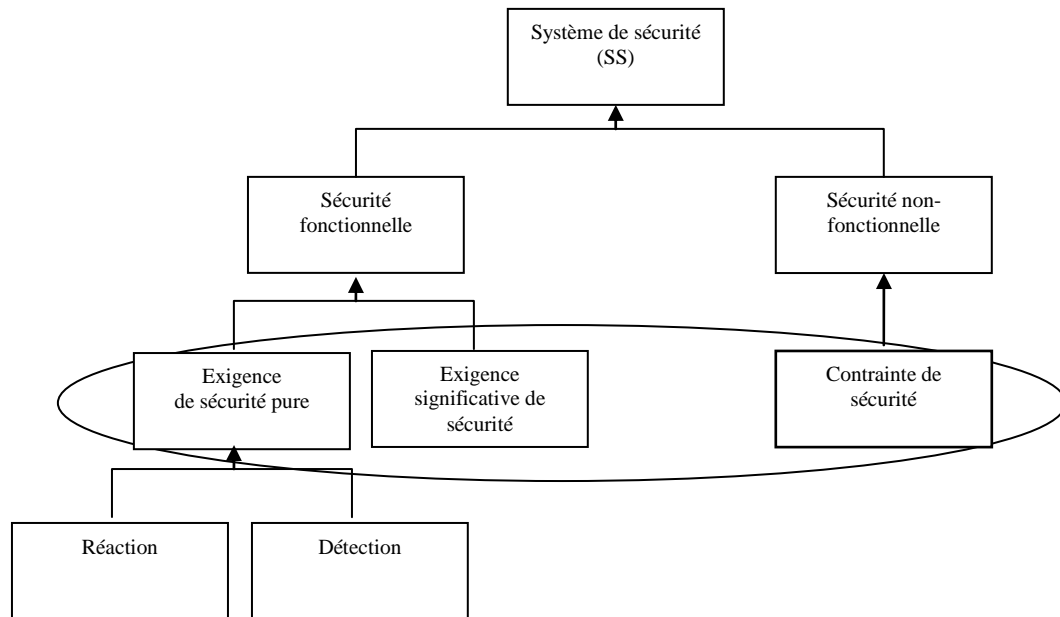 Système de sécurité
(SS)
Sécurité
fonctionnelle
Sécurité non-
fonctionnelle
Exigence
de sécurité pure
Exigence
significative de
sécurité
Contrainte de
sécurité
Réaction
Détection